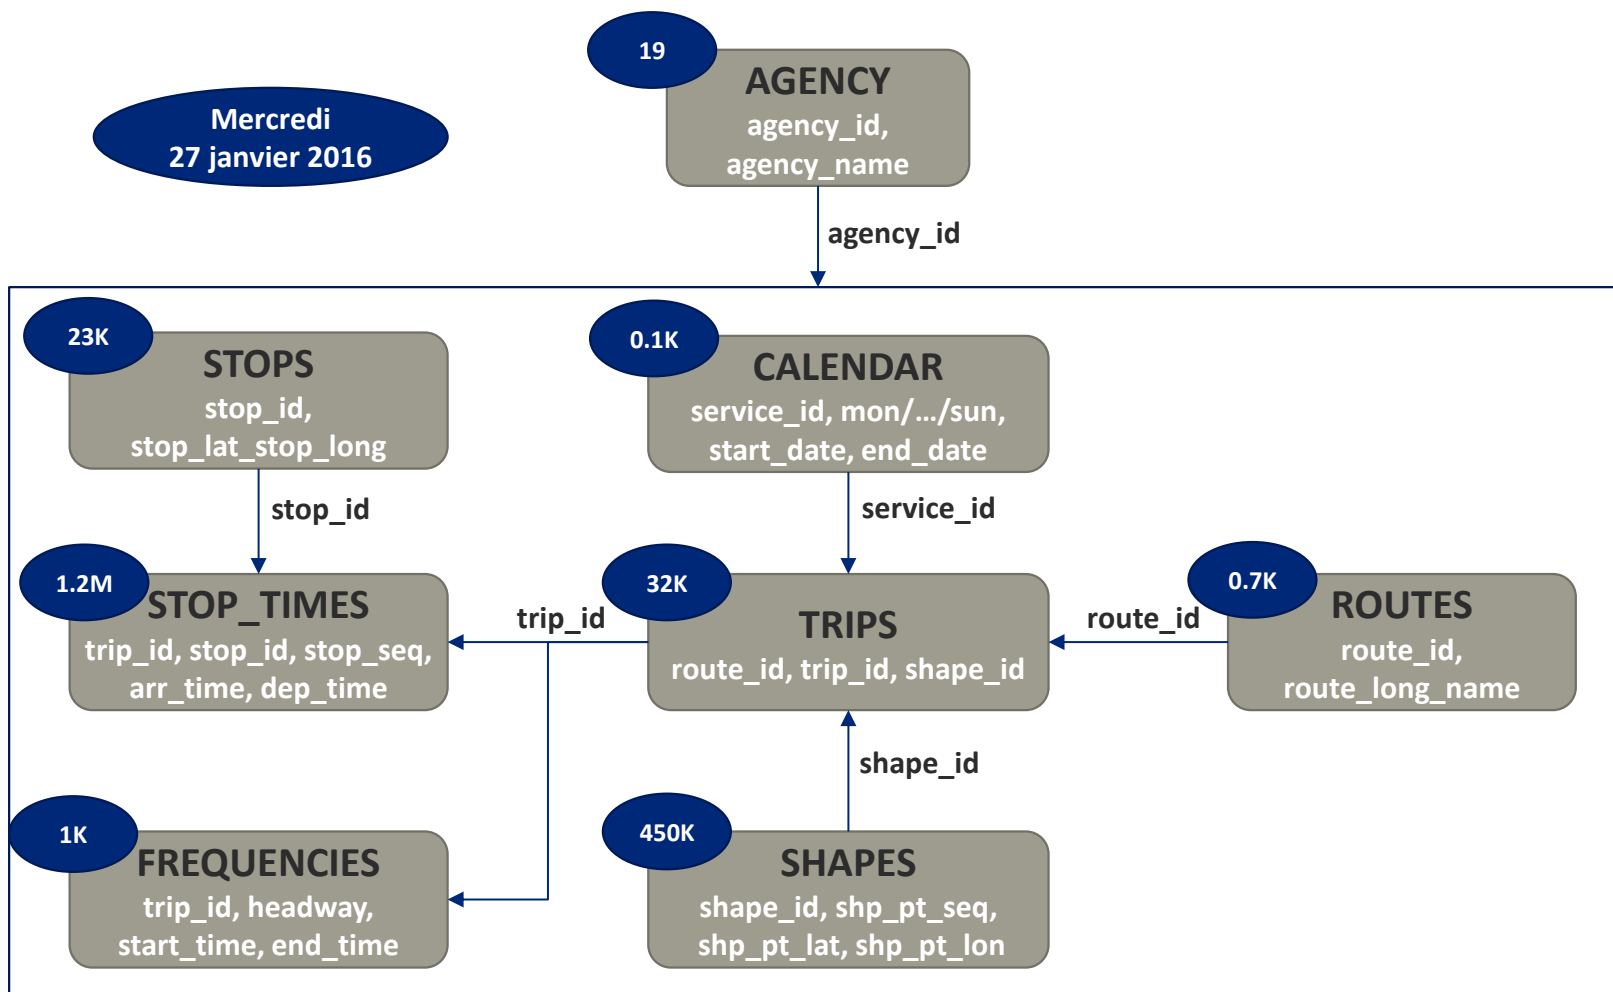 19
AGENCY
agency_id,
agency_name
Mercredi
27 janvier 2016
agency_id
23K
STOPS
stop_id,
stop_lat_stop_long
0.1K
CALENDAR
service_id, mon/.../sun,
start_date, end_date
stop_id
service_id
1.2M
STOP_TIMES
trip_id, stop_id, stop_seq,
arr_time, dep_time
trip_id
32K
TRIPS
route_id, trip_id, shape_id
route_id
0.7K
ROUTES
route_id,
route_long_name
shape_id
1K
FREQUENCIES
trip_id, headway,
start_time, end_time
450K
SHAPES
shape_id, shp_pt_seq,
shp_pt_lat, shp_pt_lon